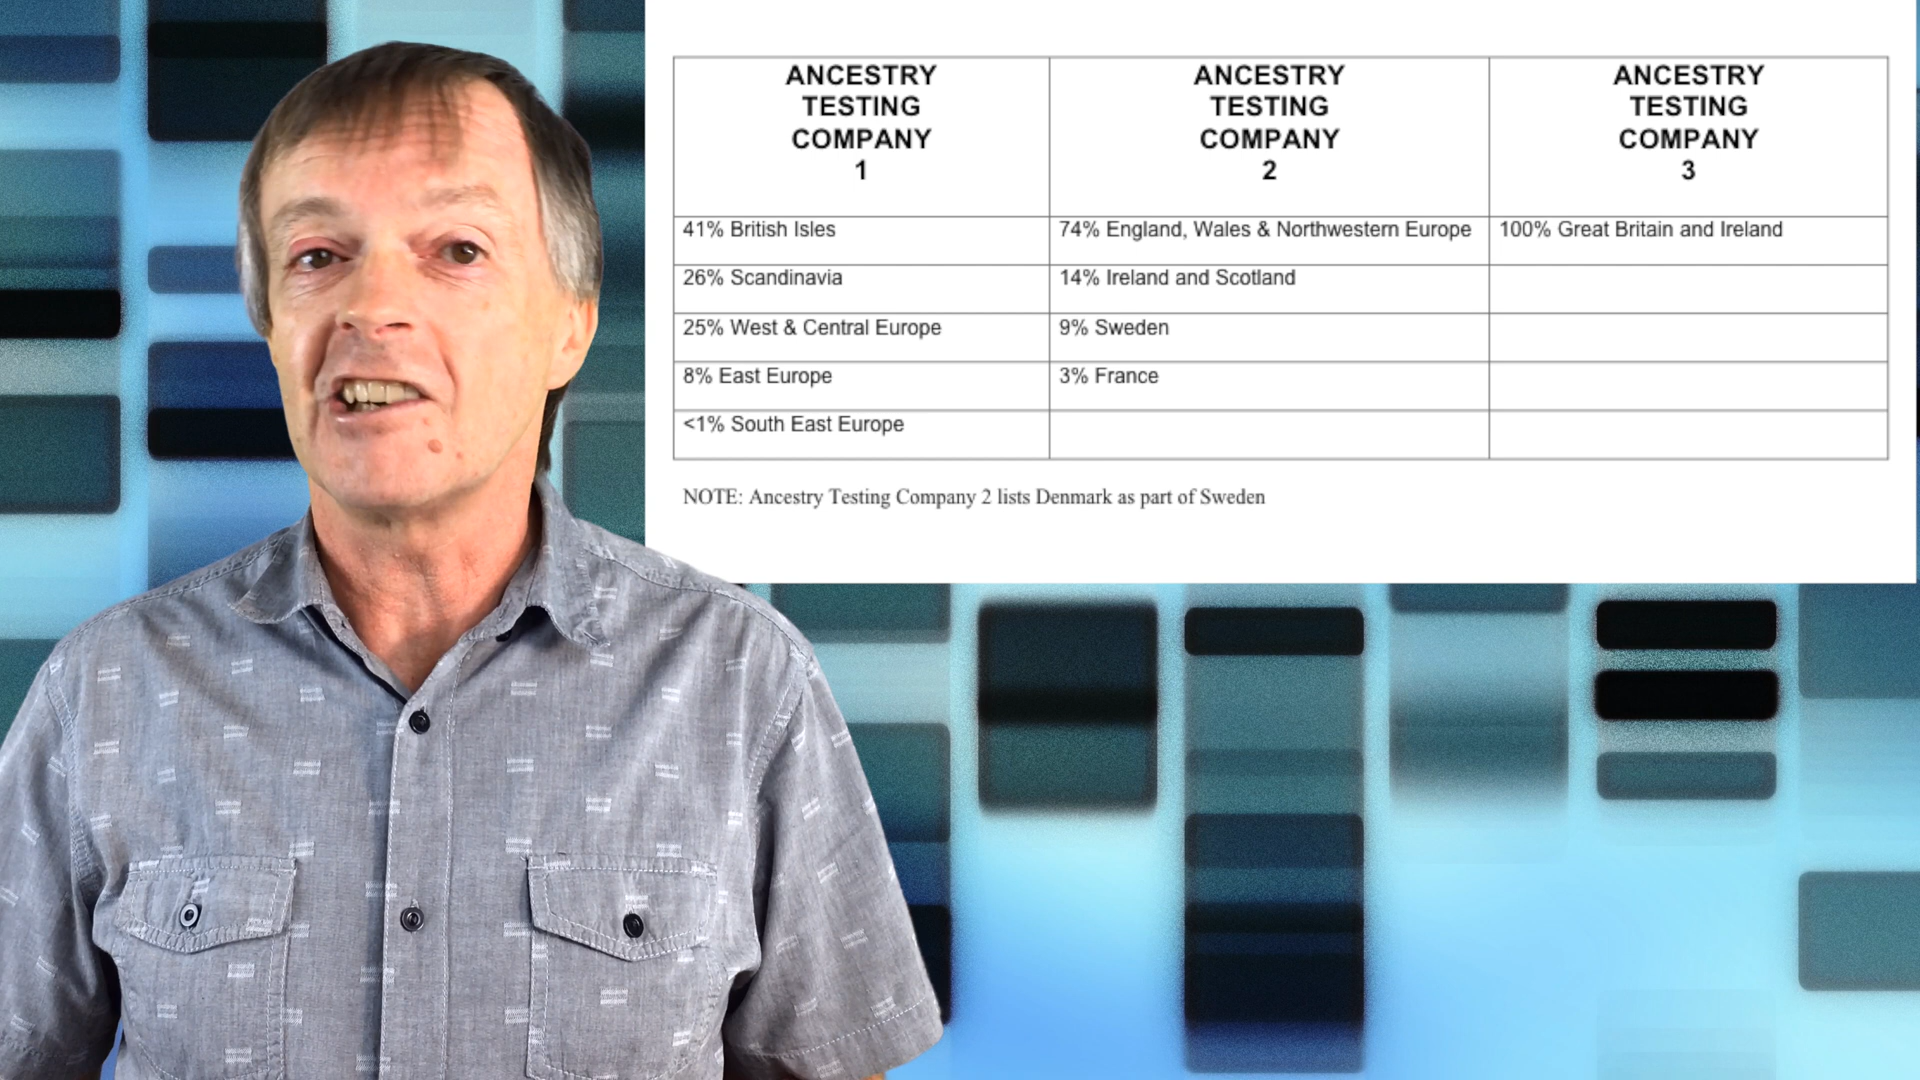 ANCESTRY
TESTING
COMPANY
1
ANCESTRY
TESTING
COMPANY
2
ANCESTRY
TESTING
COMPANY
3
41% British Isles
74% England, Wales & Northwestern Europe
100% Great Britain and Ireland
26% Scandinavia
14% Ireland and Scotland
25% West & Central Europe
9% Sweden
8% East Europe
3% France
<1% South East Europe
NOTE: Ancestry Testing Company 2 lists Denmark as part of Sweden